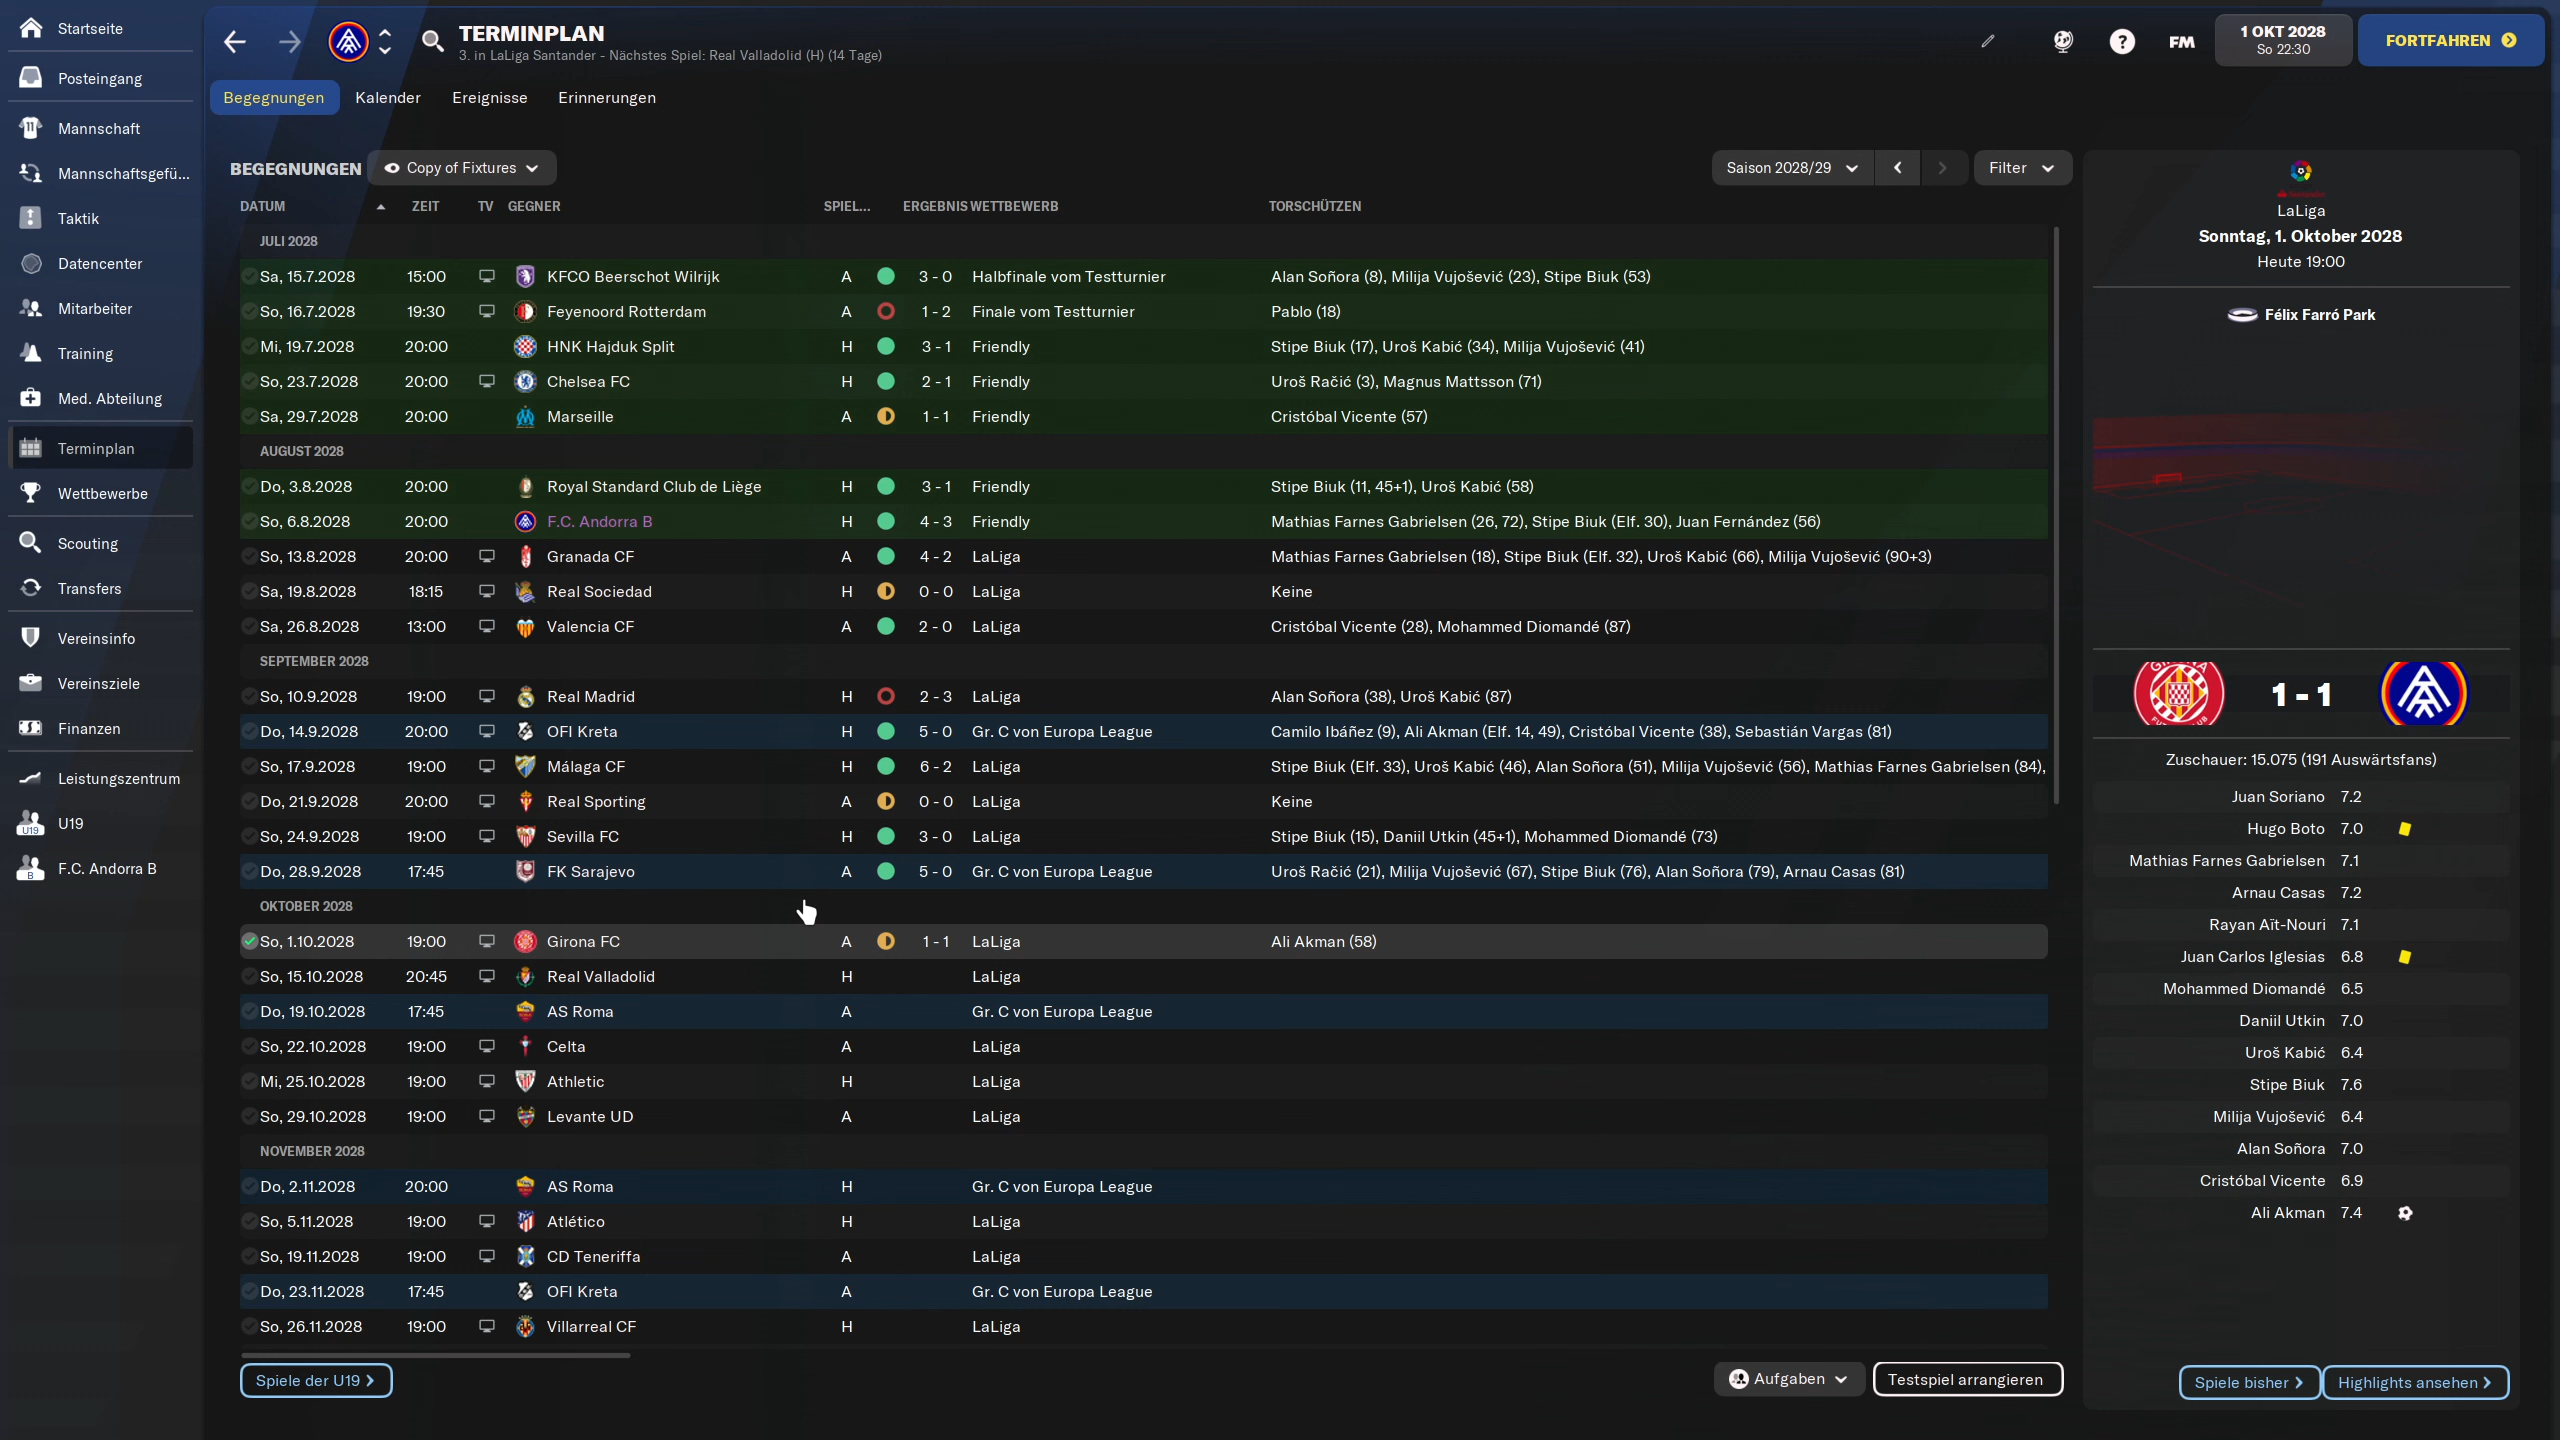 Startseite
Posteingang
Mannschaft
Mannschaftsgefü...
Taktik
Datencenter
Mitarbeiter
Training
Med. Abteilung
Terminplan
Wettbewerbe
Scouting
Transfers
Vereinsinfo
Vereinsziele
Finanzen
Leistungszentrum
U19
F.C. Andorra B
TERMINPLAN
3. in LaLiga Santander - Nächstes Spiel: Real Valladolid (H) (14 Tage)
FM
1 OKT 2028
So 22:30
FORTFAHREN
Begegnungen Kalender Ereignisse Erinnerungen
BEGEGNUNGEN Copy of Fixtures Saison 2028/29 Filter
DATUM ZEIT TV GEGNER SPIEL... ERGEBNIS WETTBEWERB TORSCHÜTZEN
JULI 2028
Sa, 15.7.2028 15:00 KFCO Beerschot Wilrijk A 3 - 0 Halbfinale vom Testturnier Alan Soñora (8), Milija Vujošević (23), Stipe Biuk (53)
So, 16.7.2028 19:30 Feyenoord Rotterdam A 1 - 2 Finale vom Testturnier Pablo (18)
Mi, 19.7.2028 20:00 HNK Hajduk Split H 3 - 1 Friendly Stipe Biuk (17), Uroš Kabić (34), Milija Vujošević (41)
So, 23.7.2028 20:00 Chelsea FC H 2 - 1 Friendly Uroš Račić (3), Magnus Mattsson (71)
Sa, 29.7.2028 20:00 Marseille A 1 - 1 Friendly Cristóbal Vicente (57)
AUGUST 2028
Do, 3.8.2028 20:00 Royal Standard Club de Liège H 3 - 1 Friendly Stipe Biuk (11, 45+1), Uroš Kabić (58)
So, 6.8.2028 20:00 F.C. Andorra B H 4 - 3 Friendly Mathias Farnes Gabrielsen (26, 72), Stipe Biuk (Elf. 30), Juan Fernández (56)
So, 13.8.2028 20:00 Granada CF A 4 - 2 LaLiga Mathias Farnes Gabrielsen (18), Stipe Biuk (Elf. 32), Uroš Kabić (66), Milija Vujošević (90+3)
Sa, 19.8.2028 18:15 Real Sociedad H 0 - 0 LaLiga Keine
Sa, 26.8.2028 13:00 Valencia CF A 2 - 0 LaLiga Cristóbal Vicente (28), Mohammed Diomandé (87)
SEPTEMBER 2028
So, 10.9.2028 19:00 Real Madrid H 2 - 3 LaLiga Alan Soñora (38), Uroš Kabić (87)
Do, 14.9.2028 20:00 OFI Kreta H 5 - 0 Gr. C von Europa League Camilo Ibáñez (9), Ali Akman (Elf. 14, 49), Cristóbal Vicente (38), Sebastián Vargas (81)
So, 17.9.2028 19:00 Málaga CF H 6 - 2 LaLiga Stipe Biuk (Elf. 33), Uroš Kabić (46), Alan Soñora (51), Milija Vujošević (56), Mathias Farnes Gabrielsen (84),
Do, 21.9.2028 20:00 Real Sporting A 0 - 0 LaLiga Keine
So, 24.9.2028 19:00 Sevilla FC H 3 - 0 LaLiga Stipe Biuk (15), Daniil Utkin (45+1), Mohammed Diomandé (73)
Do, 28.9.2028 17:45 FK Sarajevo A 5 - 0 Gr. C von Europa League Uroš Račić (21), Milija Vujošević (67), Stipe Biuk (76), Alan Soñora (79), Arnau Casas (81)
OKTOBER 2028
So, 1.10.2028 19:00 Girona FC A 1 - 1 LaLiga Ali Akman (58)
So, 15.10.2028 20:45 Real Valladolid H LaLiga
Do, 19.10.2028 17:45 AS Roma A Gr. C von Europa League
So, 22.10.2028 19:00 Celta A LaLiga
Mi, 25.10.2028 19:00 Athletic H LaLiga
So, 29.10.2028 19:00 Levante UD A LaLiga
NOVEMBER 2028
Do, 2.11.2028 20:00 AS Roma H Gr. C von Europa League
So, 5.11.2028 19:00 Atlético H LaLiga
So, 19.11.2028 19:00 CD Teneriffa A LaLiga
Do, 23.11.2028 17:45 OFI Kreta A Gr. C von Europa League
So, 26.11.2028 19:00 Villarreal CF H LaLiga
Spiele der U19 Aufgaben Testspiel arrangieren
LaLiga
Sonntag, 1. Oktober 2028
Heute 19:00
Félix Farró Park
1 - 1
Zuschauer: 15.075 (191 Auswärtsfans)
Juan Soriano 7.2
Hugo Boto 7.0
Mathias Farnes Gabrielsen 7.1
Arnau Casas 7.2
Rayan Aït-Nouri 7.1
Juan Carlos Iglesias 6.8
Mohammed Diomandé 6.5
Daniil Utkin 7.0
Uroš Kabić 6.4
Stipe Biuk 7.6
Milija Vujošević 6.4
Alan Soñora 7.0
Cristóbal Vicente 6.9
Ali Akman 7.4
Spiele bisher Highlights ansehen